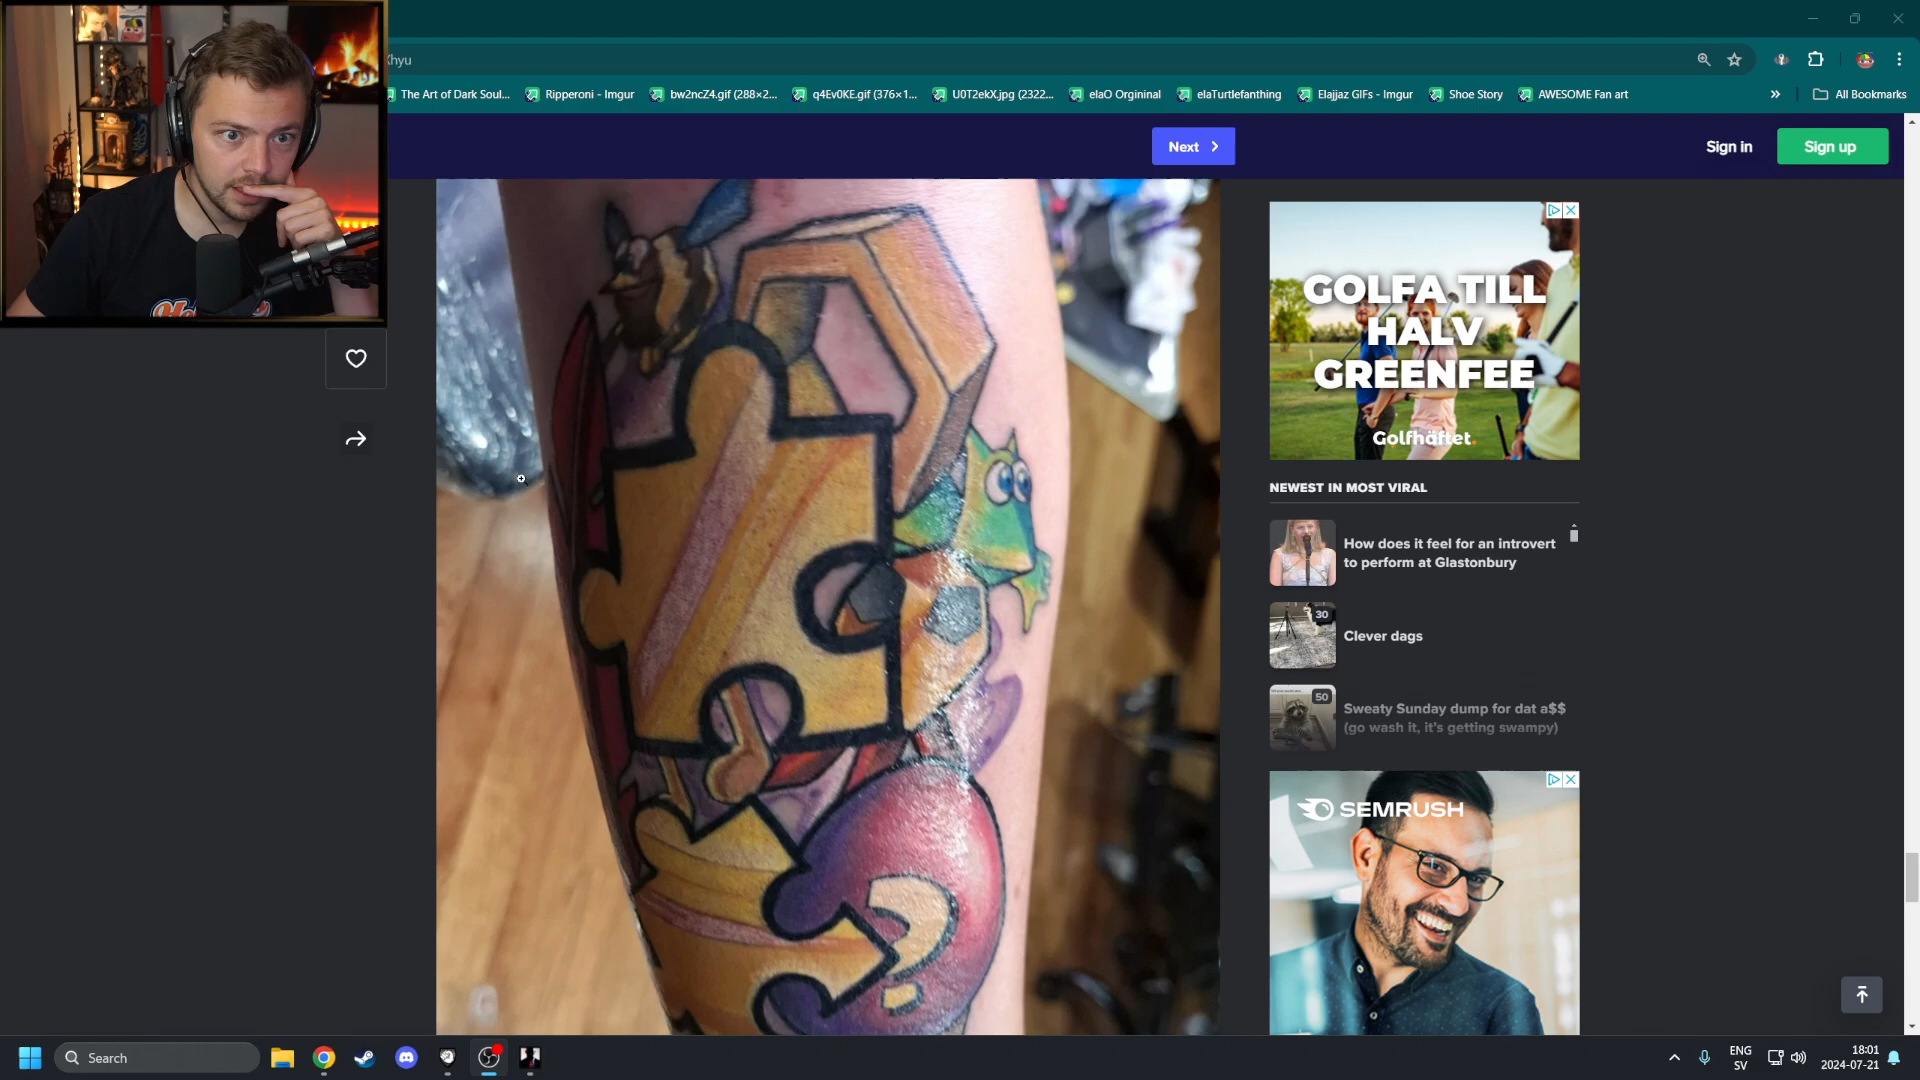 Khyu
The Art of Dark Soul...
Ripperoni - Imgur
bw2ncZ4.gif (288×2...
q4Ev0KE.gif (376×1...
U0T2ekX.jpg (2322...
elaO Orgininal
elaTurtlefanthing
Elajjaz GIFs - Imgur
Shoe Story
AWESOME Fan art
»
All Bookmarks
Next
Sign in
Sign up
GOLFA TILL
HALV
GREENFEE
Golfhäftet.
NEWEST IN MOST VIRAL
How does it feel for an introvert
to perform at Glastonbury
30
Clever dags
50
Sweaty Sunday dump for dat a$$
(go wash it, it's getting swampy)
SEMRUSH
?
Search
ENG
SV
18:01
2024-07-21